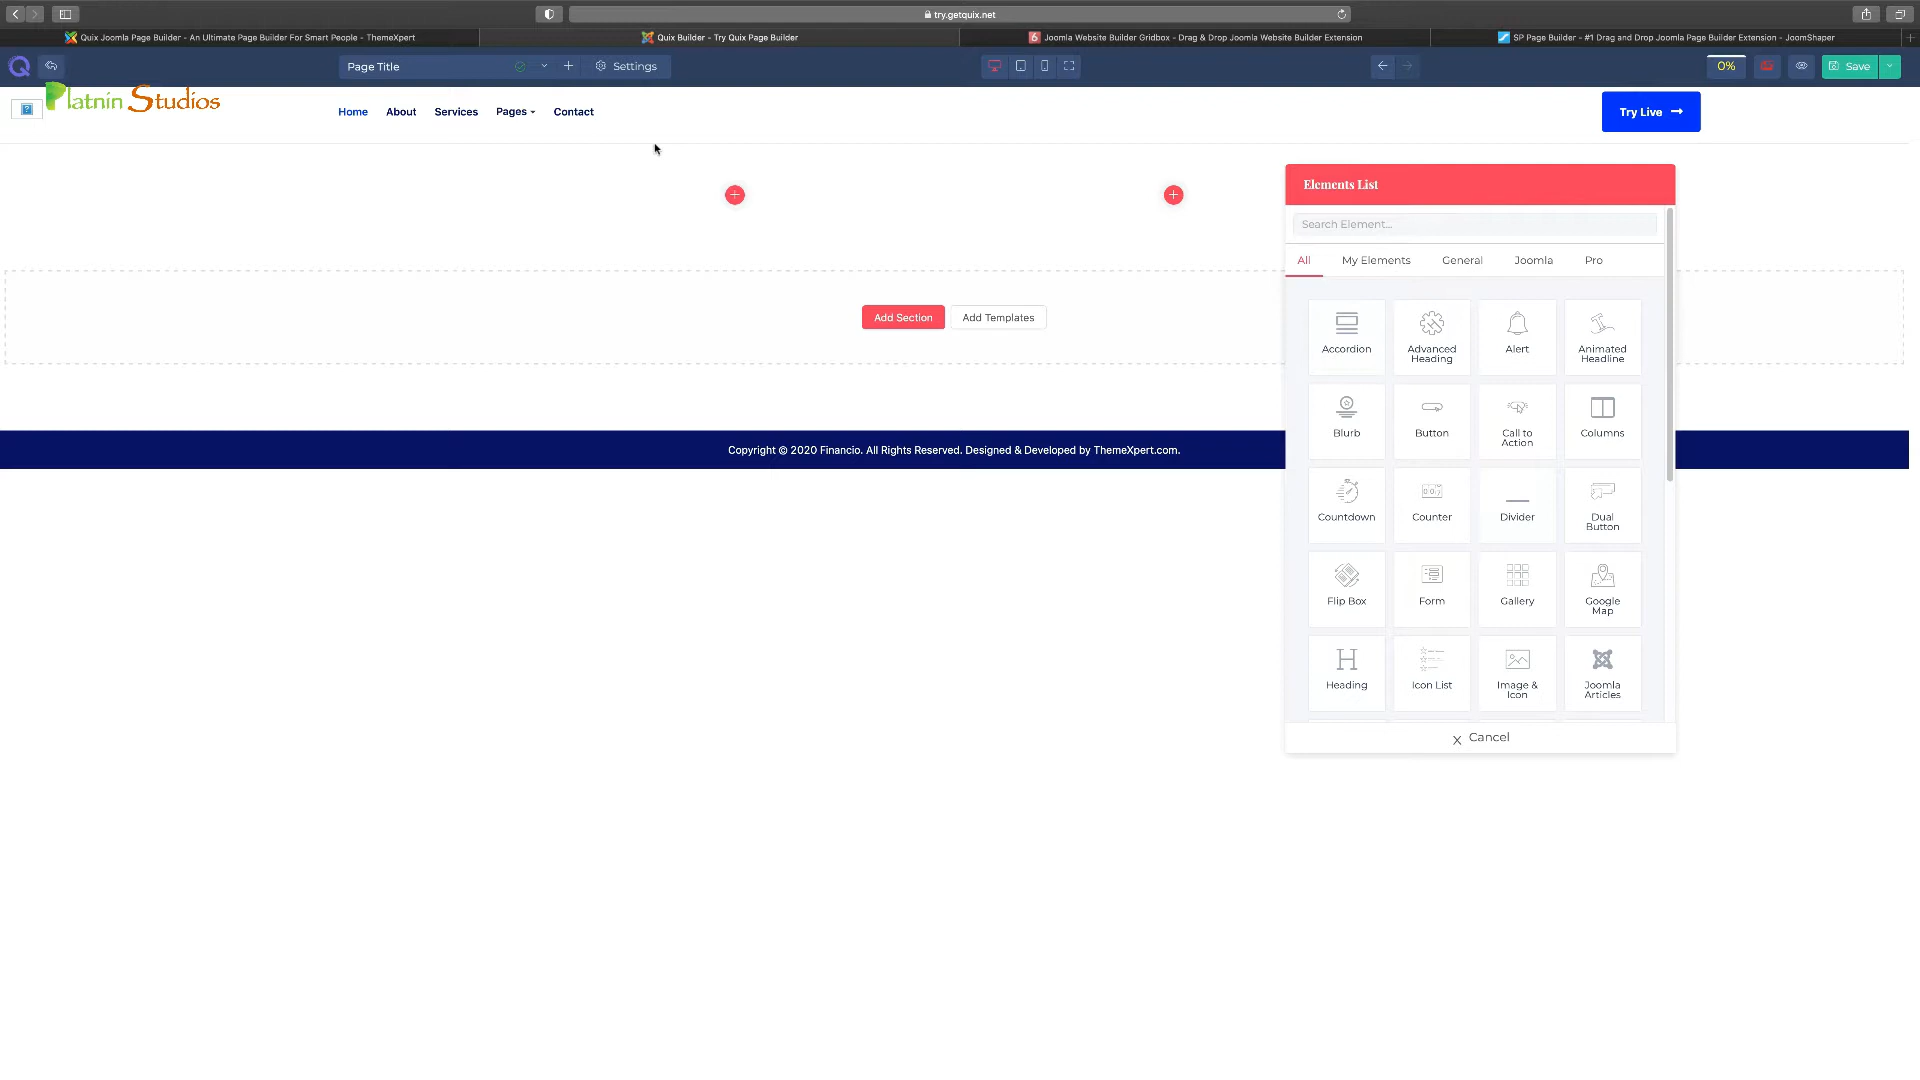 try.getquix.net
Quix Joomla Page Builder - An Ultimate Page Builder For Smart People - ThemeXpert
Quix Builder - Try Quix Page Builder
Joomla Website Builder Gridbox - Drag & Drop Joomla Website Builder Extension
SP Page Builder - #1 Drag and Drop Joomla Page Builder Extension - JoomShaper
Page Title
Settings
0%
Save
Platnin Studios
Home
About
Services
Pages
Contact
Try Live
Elements List
Search Element...
All
My Elements
General
Joomla
Pro
Add Section
Add Templates
Accordion
Advanced
Heading
Alert
Animated
Headline
Blurb
Button
Call to
Action
Columns
Countdown
Counter
Divider
Dual
Button
Flip Box
Form
Gallery
Google
Map
Heading
Icon List
Image &
Icon
Joomla
Articles
X Cancel
Copyright © 2020 Financio. All Rights Reserved. Designed & Developed by ThemeXpert.com.